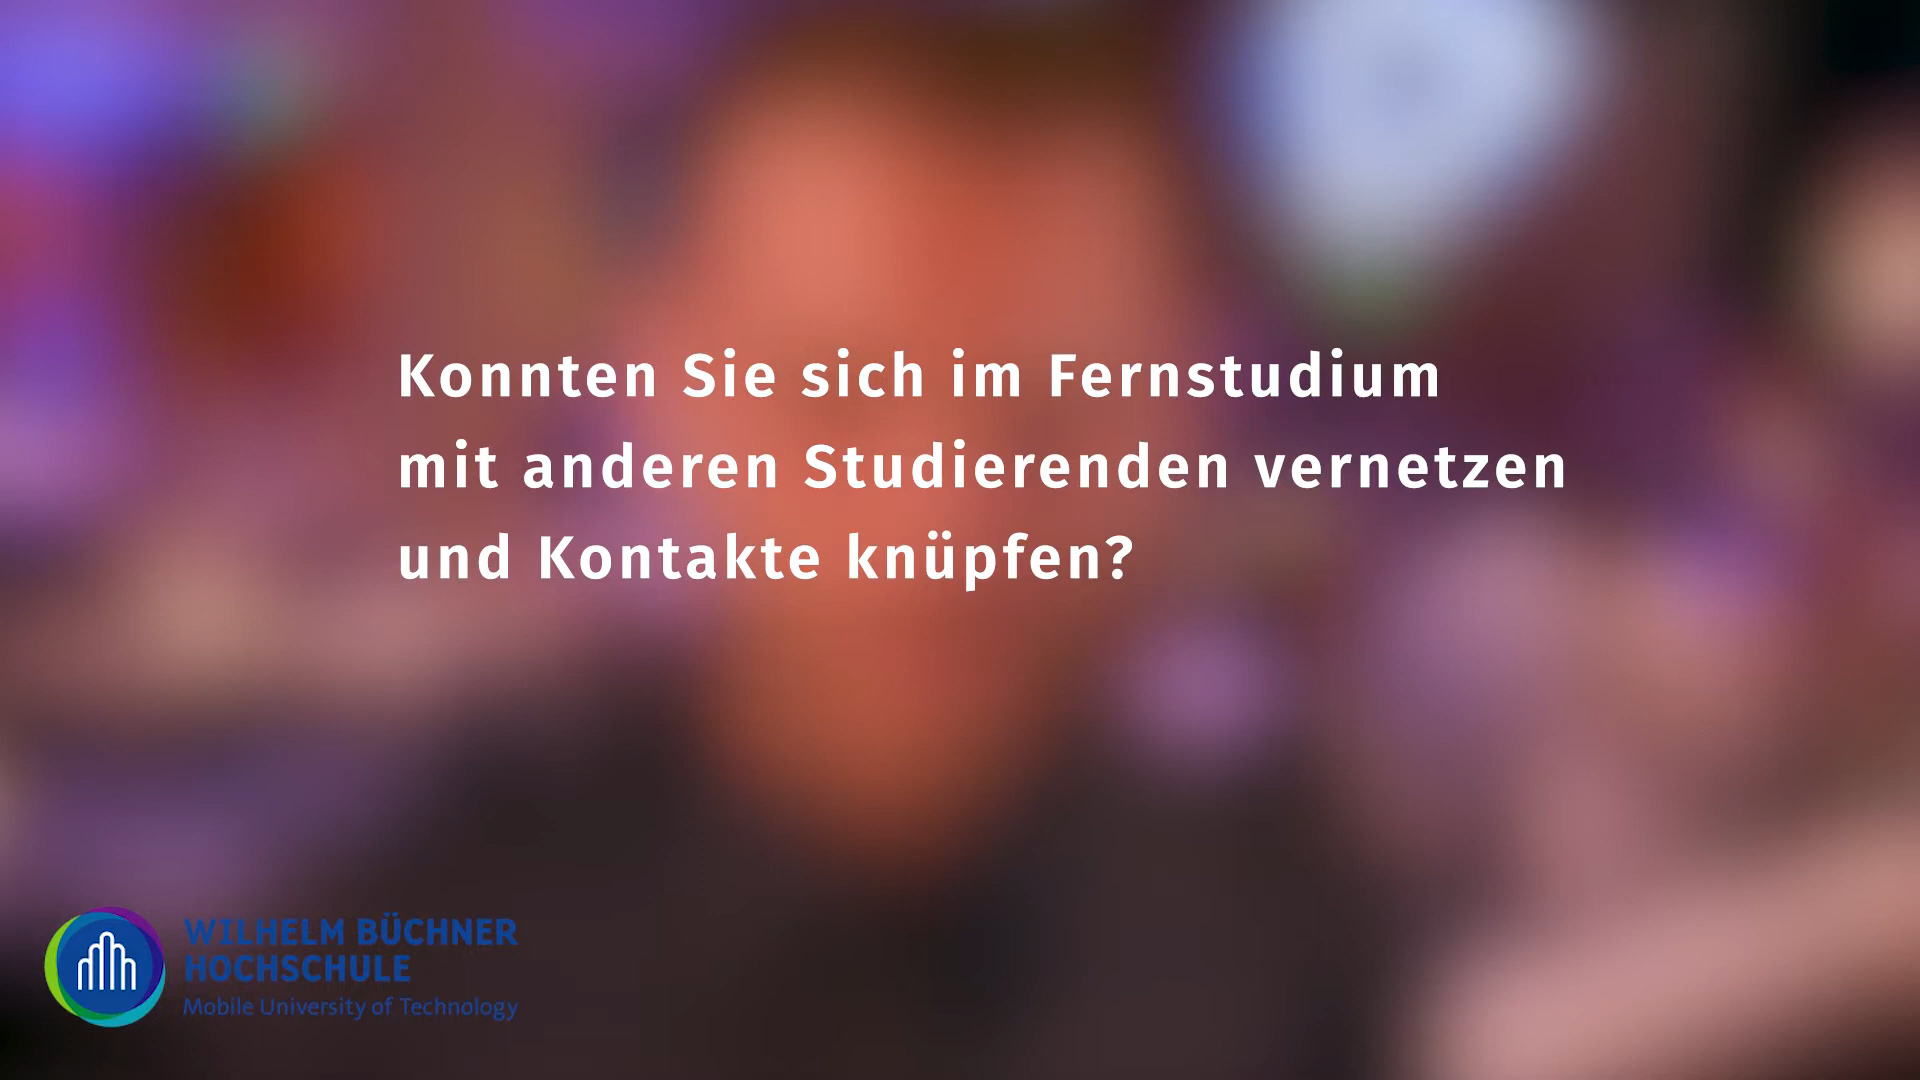 Konnten Sie sich im Fernstudium
mit anderen Studierenden vernetzen
und Kontakte knüpfen?
WILHELM BÜCHNER
HOCHSCHULE
Mobile University of Technology